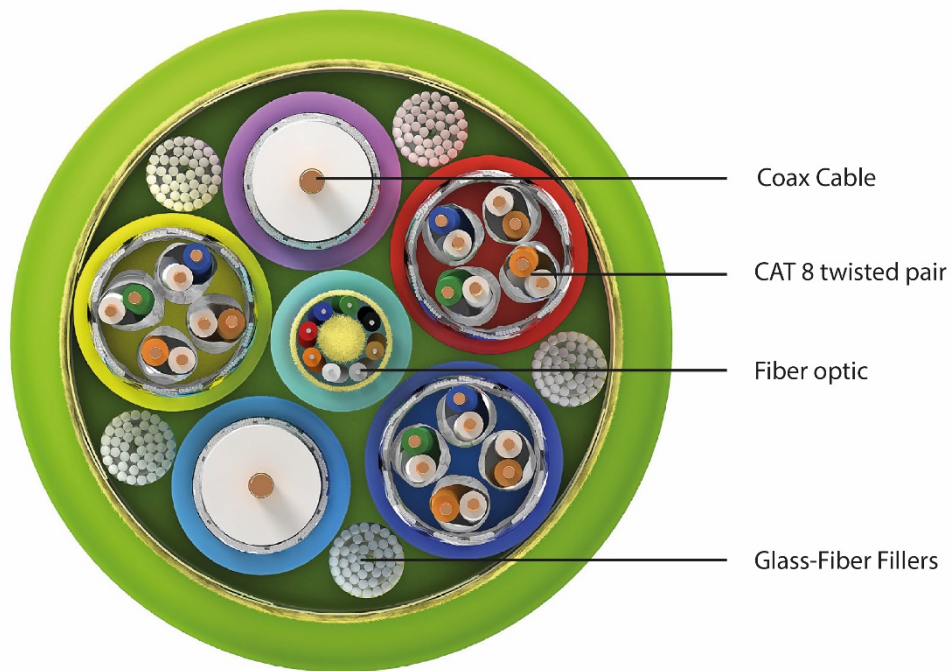 Coax Cable
CAT 8 twisted pair
Fiber optic
Glass-Fiber Fillers